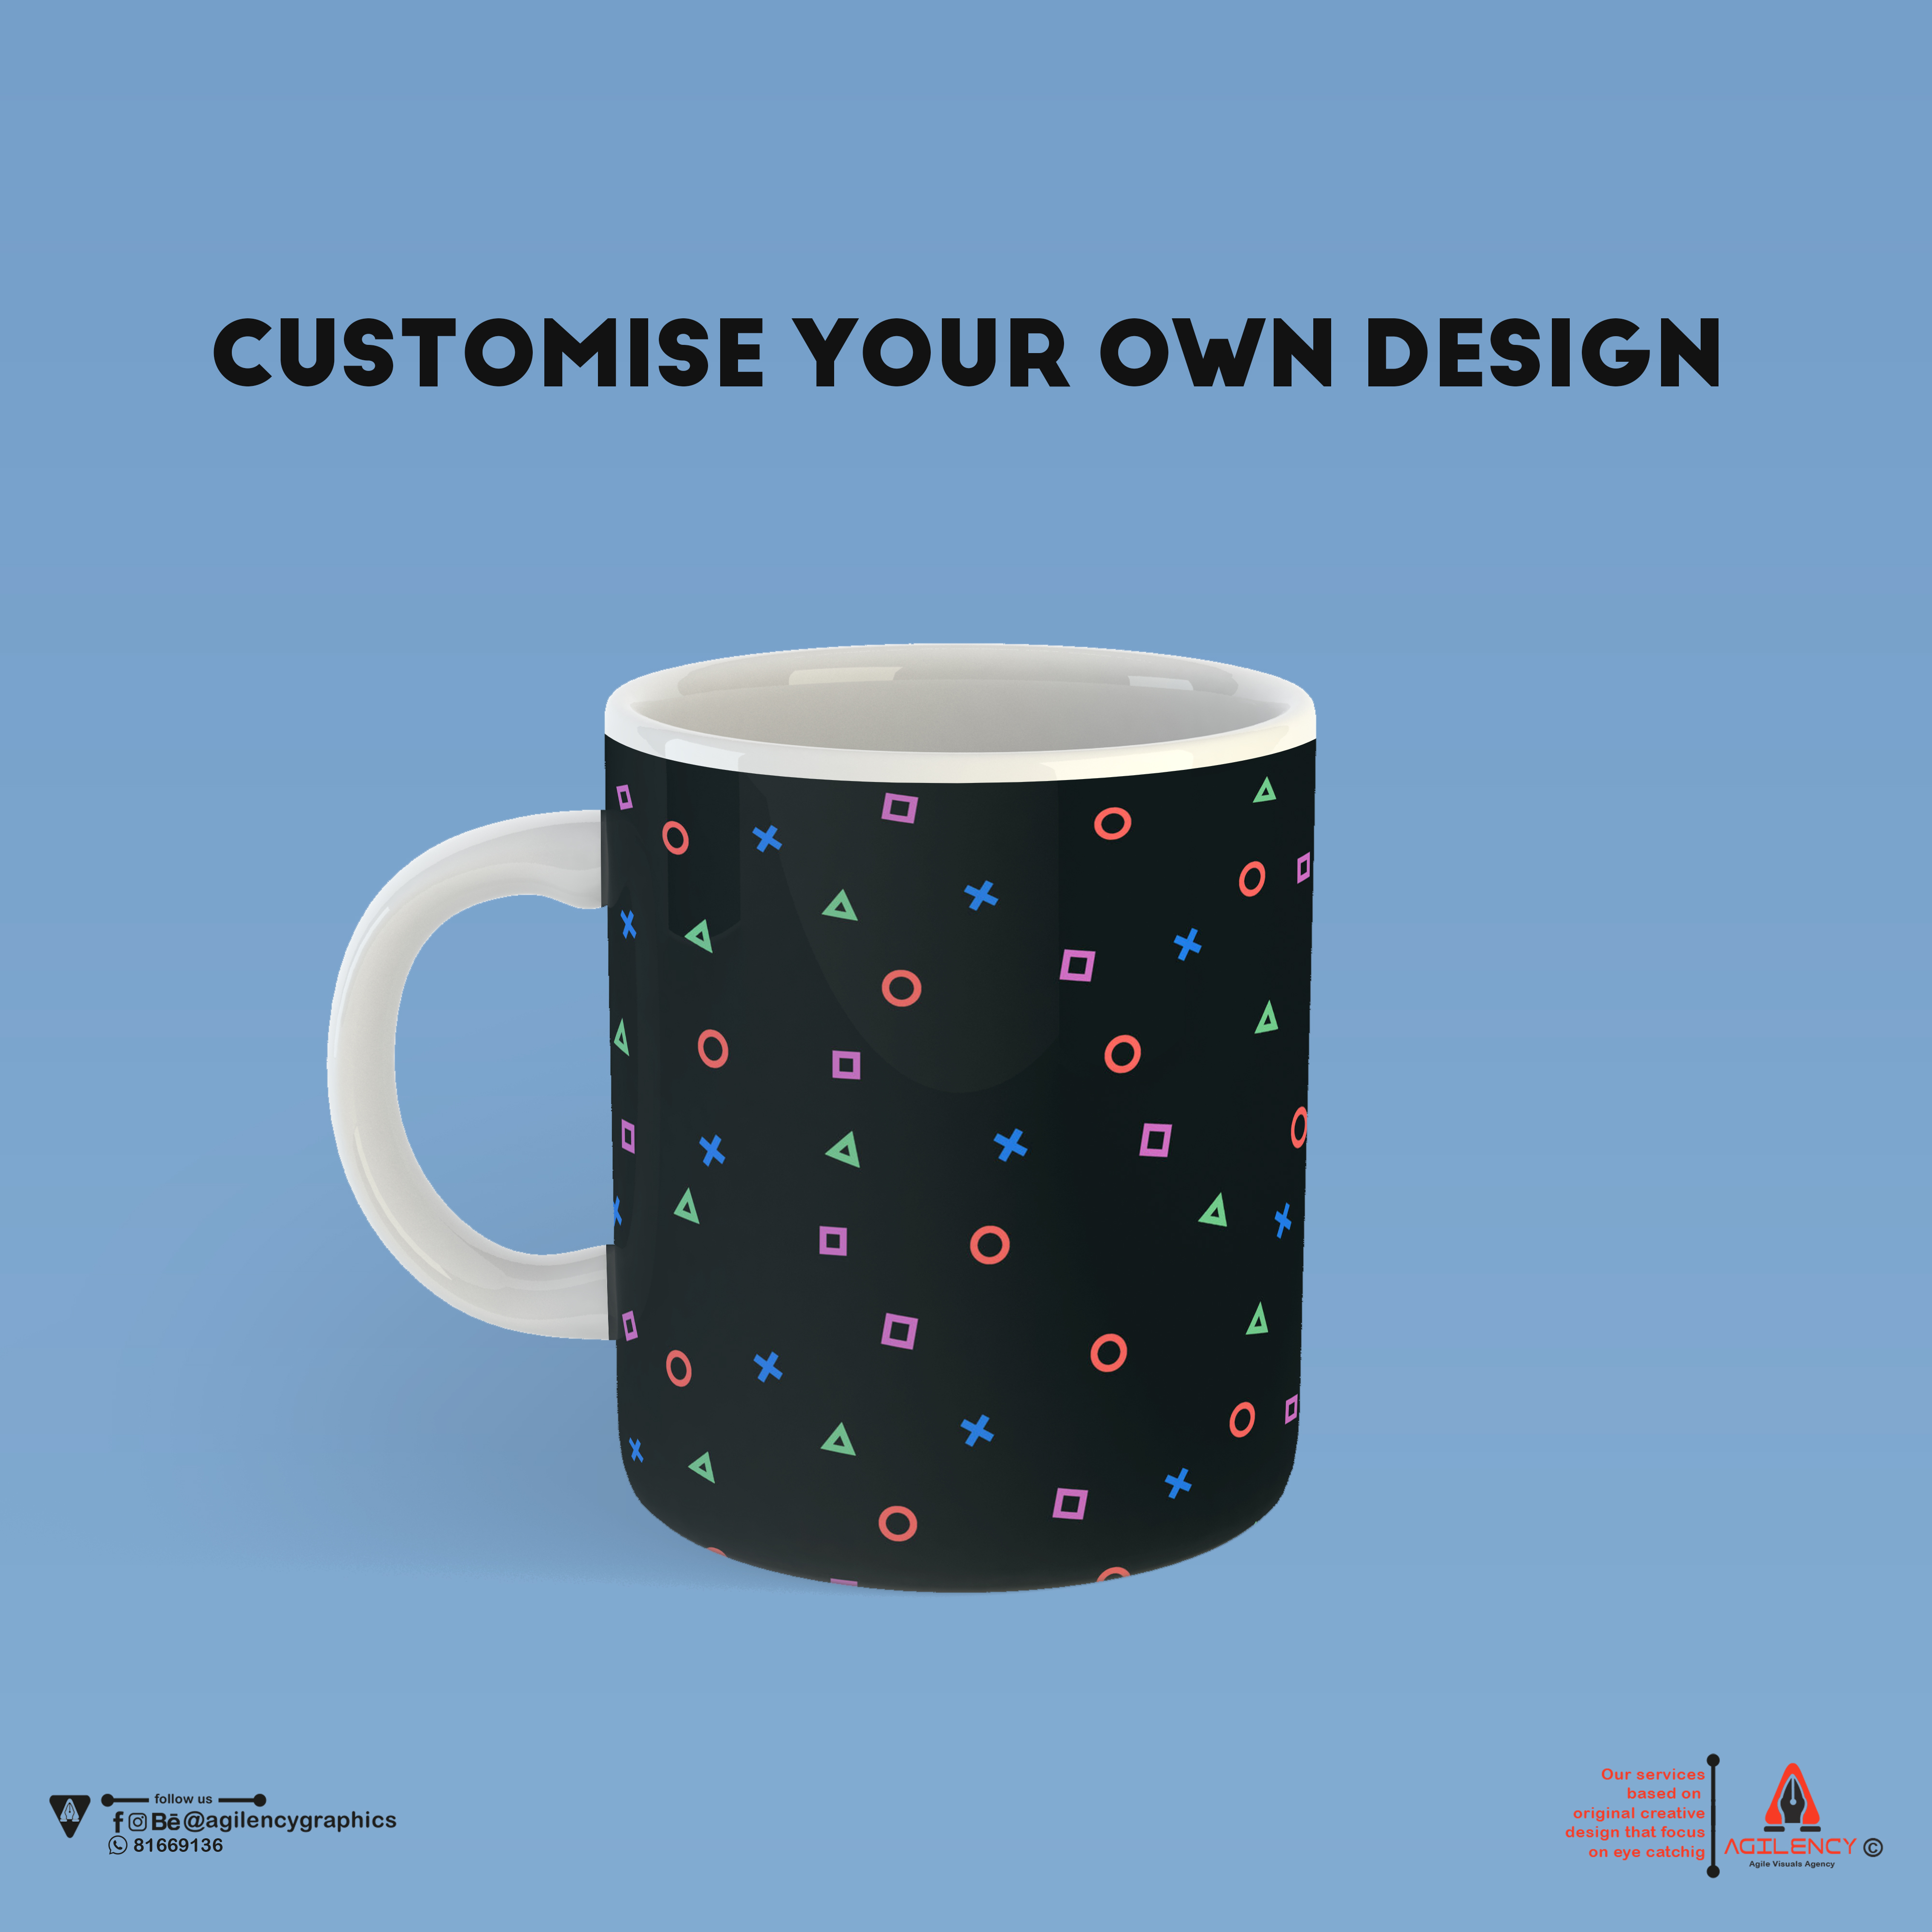 CUSTOMISE YOUR OWN DESIGN
follow us
f Bē @agilencygraphics
81669136
Our services
based on
original creative
design that focus
on eye catchig
AGILENCY ©
Agile Visuals Agency